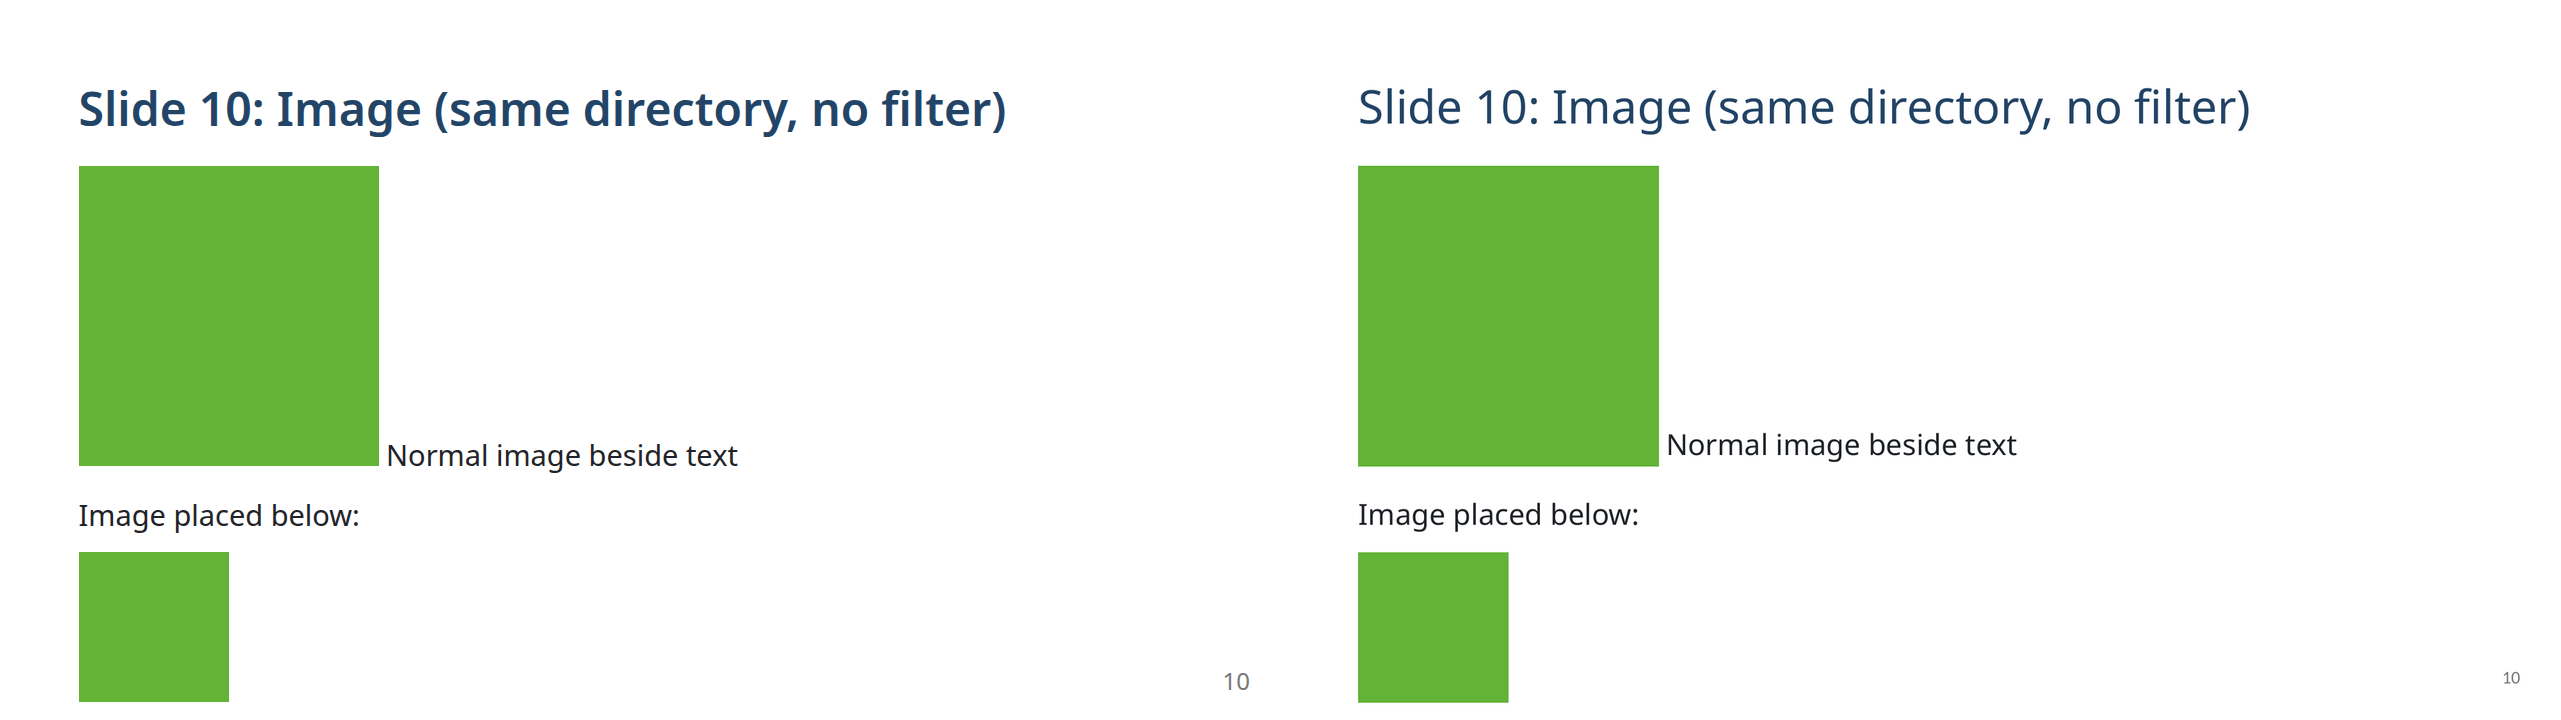 Slide 10: Image (same directory, no filter)
Normal image beside text
Image placed below:
10
Slide 10: Image (same directory, no filter)
Normal image beside text
Image placed below:
10